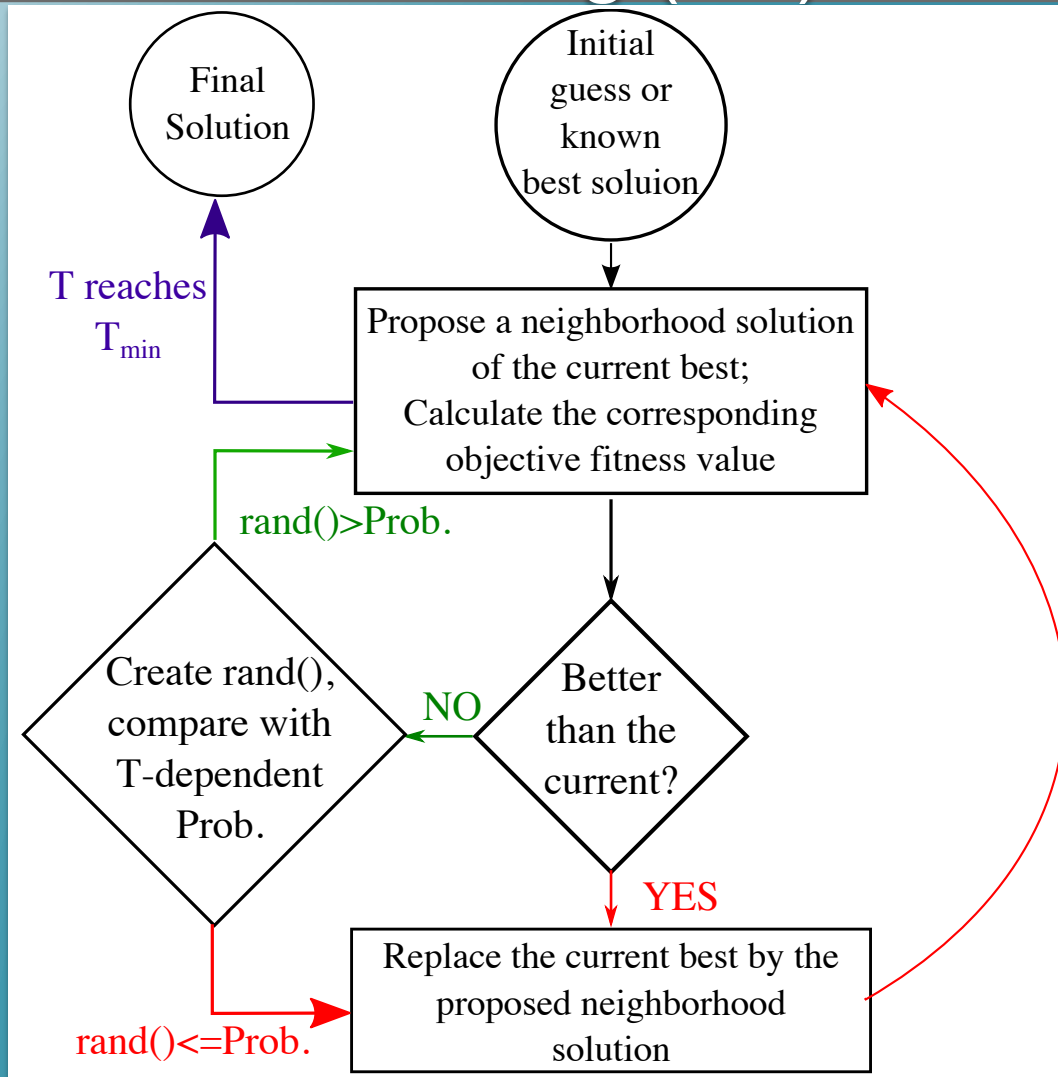 Final
Solution
Initial
guess or
known
best soluion
T reaches
Tmin
Propose a neighborhood solution
of the current best;
Calculate the corresponding
objective fitness value
rand()>Prob.
Create rand(),
compare with
T-dependent
Prob.
NO
Better
than the
current?
YES
rand()<=Prob.
Replace the current best by the
proposed neighborhood
solution